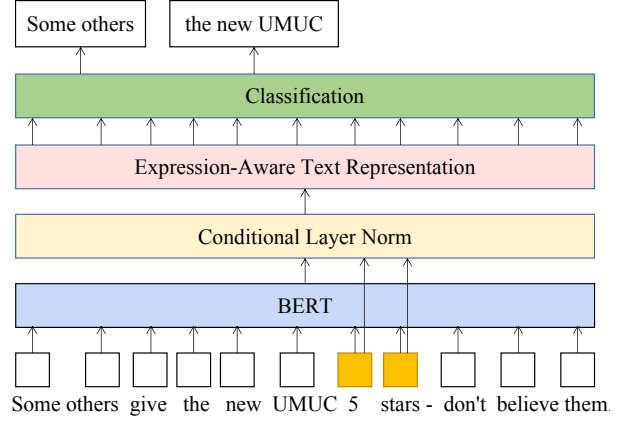 Some others the new UMUC
Classification
Expression-Aware Text Representation
Conditional Layer Norm
BERT
Some others give the new UMUC 5 stars - don't believe them.